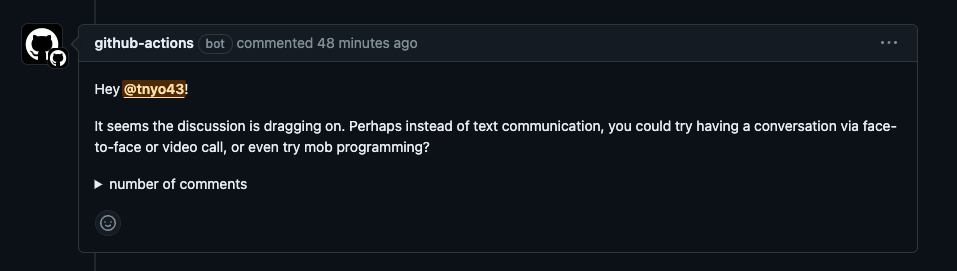 github-actions bot commented 48 minutes ago
Hey @tnyo43!
It seems the discussion is dragging on. Perhaps instead of text communication, you could try having a conversation via face-
to-face or video call, or even try mob programming?
number of comments